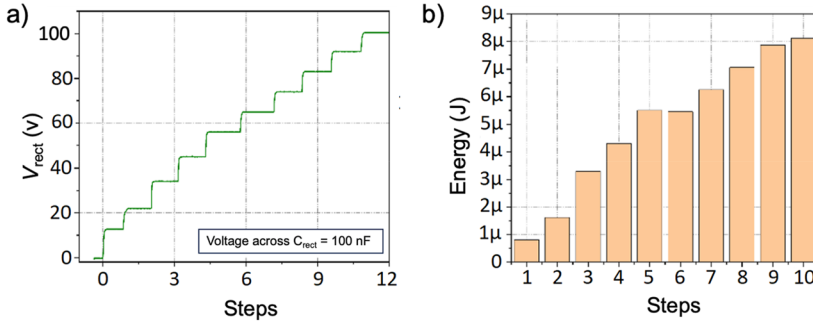 a)
100
80
60
40
20
0
Vrect (v)
Voltage across Crect = 100 nF
0 3 6 9 12
Steps
b)
9μ
8μ
7μ
6μ
5μ
4μ
3μ
2μ
1μ
0
Energy (J)
1 2 3 4 5 6 7 8 9 10
Steps